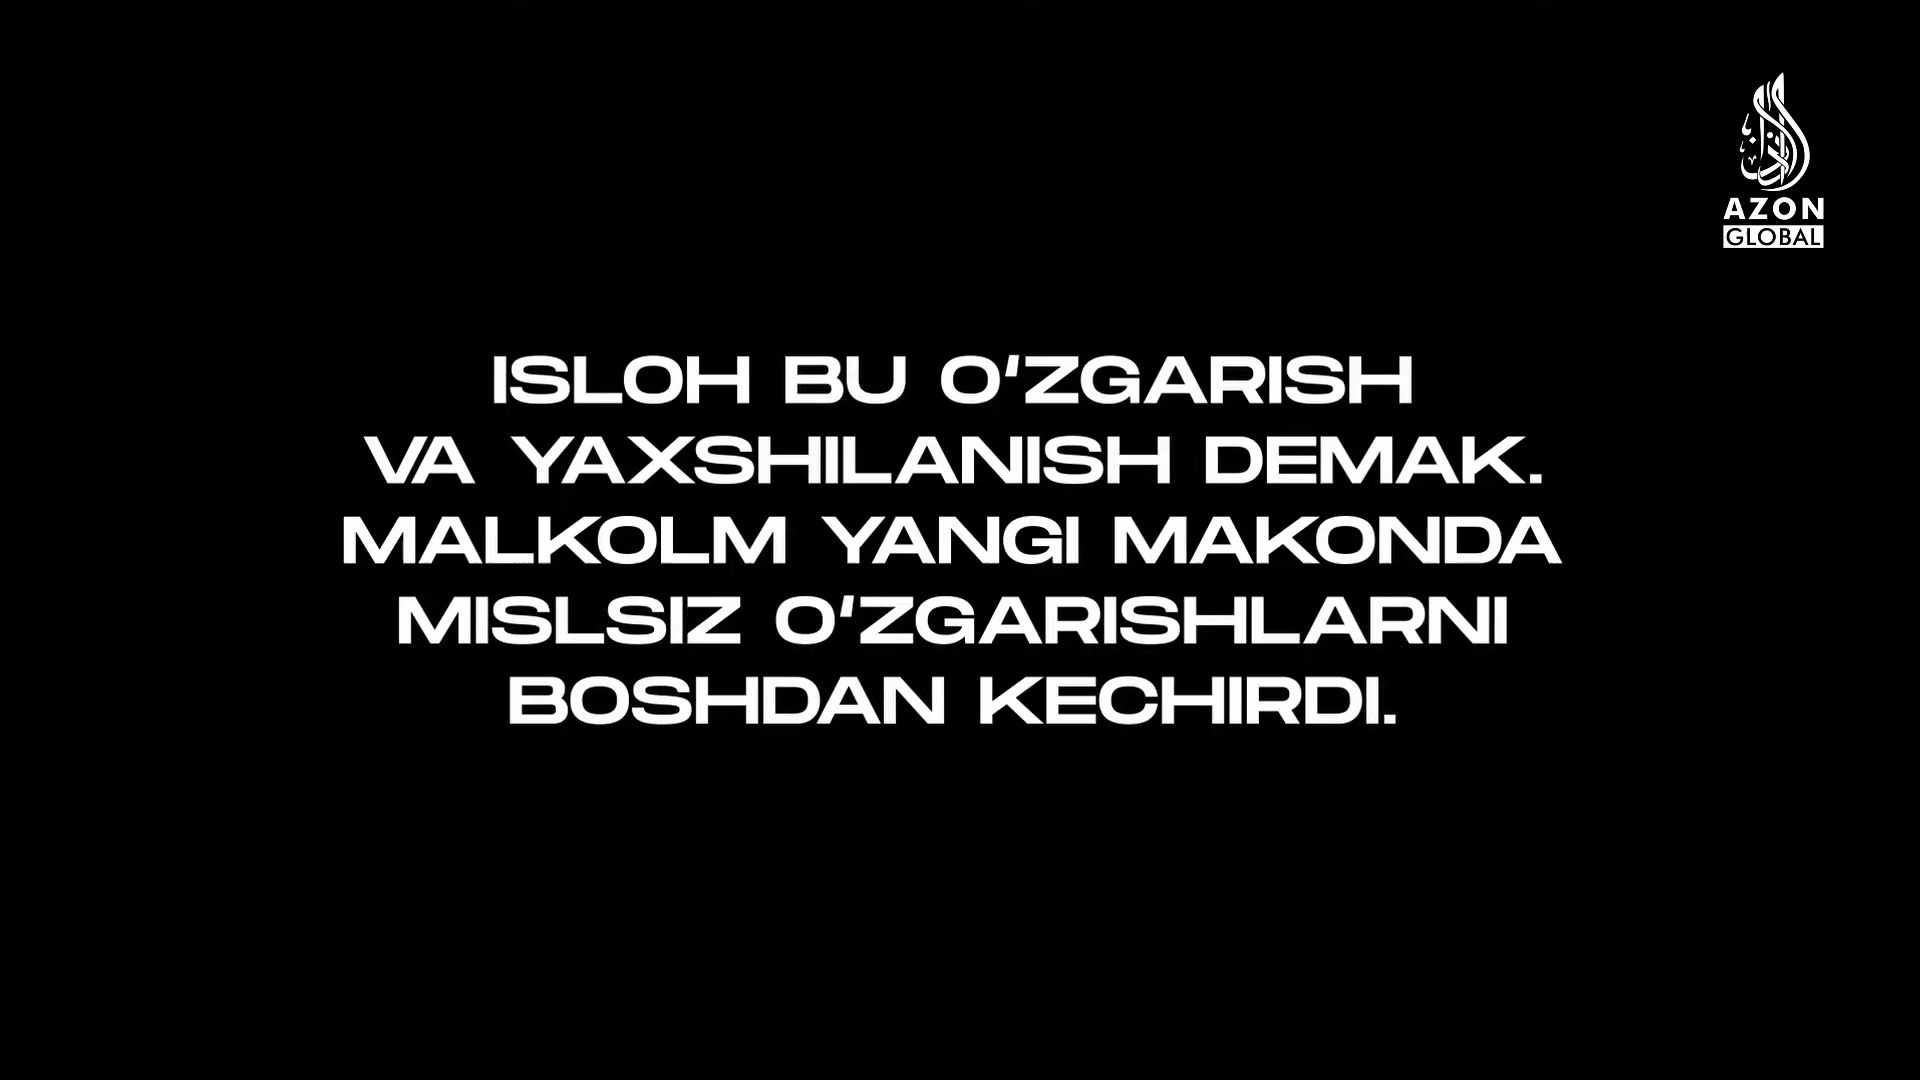 AZON
GLOBAL
ISLOH BU O‘ZGARISH
VA YAXSHILANISH DEMAK.
MALKOLM YANGI MAKONDA
MISLSIZ O‘ZGARISHLARNI
BOSHDAN KECHIRDI.